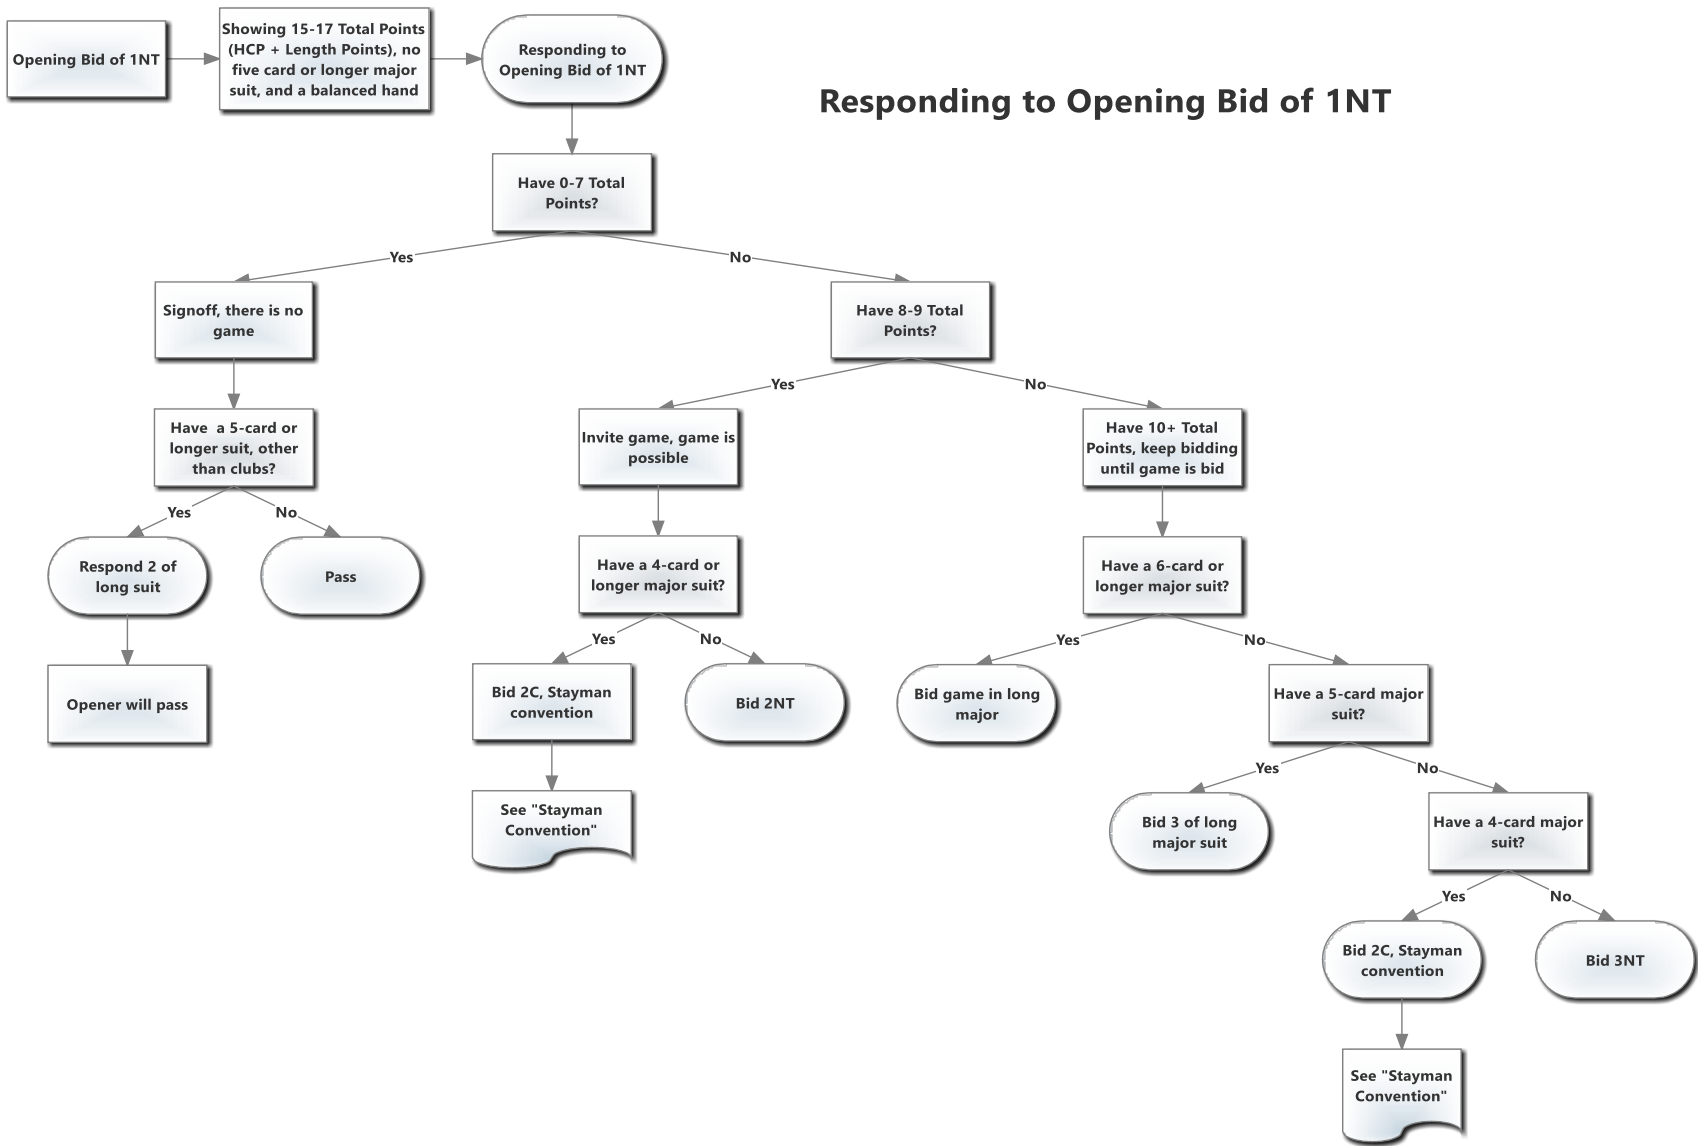 Opening Bid of 1NT
Showing 15-17 Total Points
(HCP + Length Points), no
five card or longer major
suit, and a balanced hand
Responding to
Opening Bid of 1NT
Responding to Opening Bid of 1NT
Have 0-7 Total
Points?
Yes
No
Signoff, there is no
game
Have 8-9 Total
Points?
Yes
No
Have a 5-card or
longer suit, other
than clubs?
Invite game, game is
possible
Have 10+ Total
Points, keep bidding
until game is bid
Yes
No
Respond 2 of
long suit
Pass
Have a 4-card or
longer major suit?
Have a 6-card or
longer major suit?
Yes
No
Yes
No
Opener will pass
Bid 2C, Stayman
convention
Bid 2NT
Bid game in long
major
Have a 5-card major
suit?
Yes
No
See "Stayman
Convention"
Bid 3 of long
major suit
Have a 4-card major
suit?
Yes
No
Bid 2C, Stayman
convention
Bid 3NT
See "Stayman
Convention"